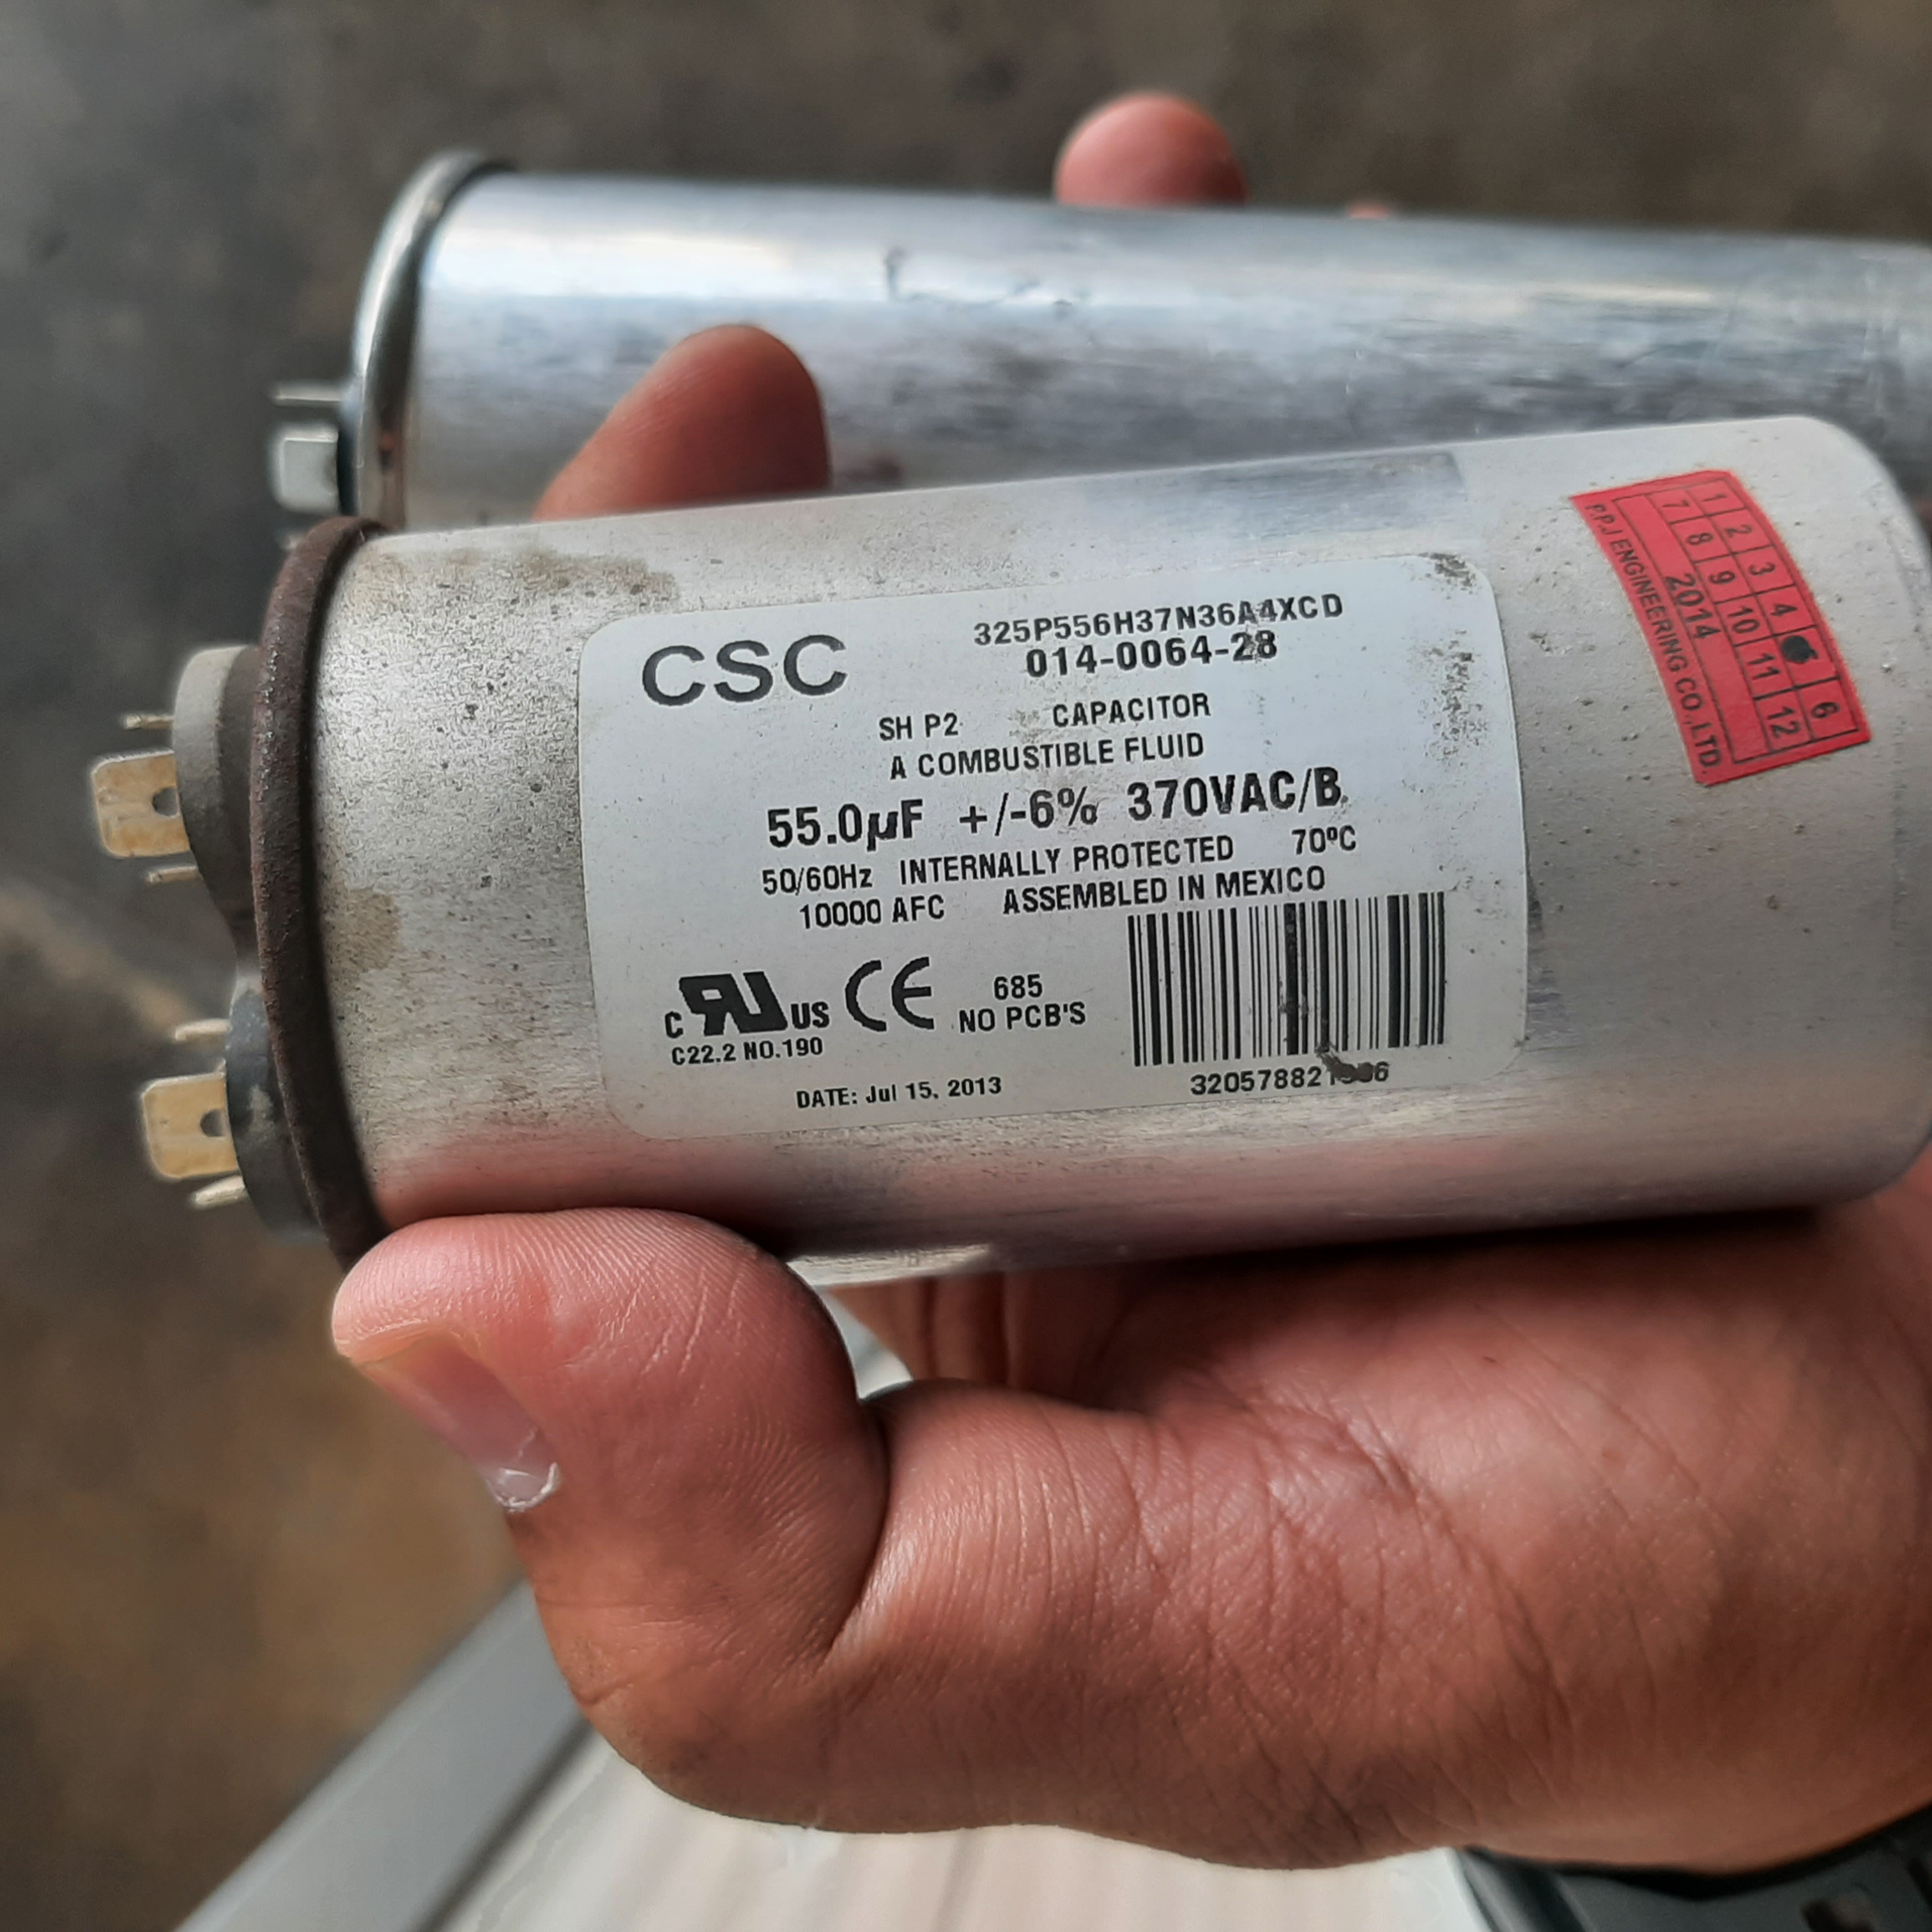 CSC
325P556H37N36A4XCD
014-0064-28
SH P2 CAPACITOR
A COMBUSTIBLE FLUID
55.0µF +/-6% 370VAC/B
50/60Hz INTERNALLY PROTECTED 70ºC
10000 AFC ASSEMBLED IN MEXICO
C US CE 685
C22.2 NO.190 NO PCB'S
DATE: Jul 15, 2013
P.P.J ENGINEERING CO.,LTD.
2014
7 8 9 10 11 12
1 2 3 4 6